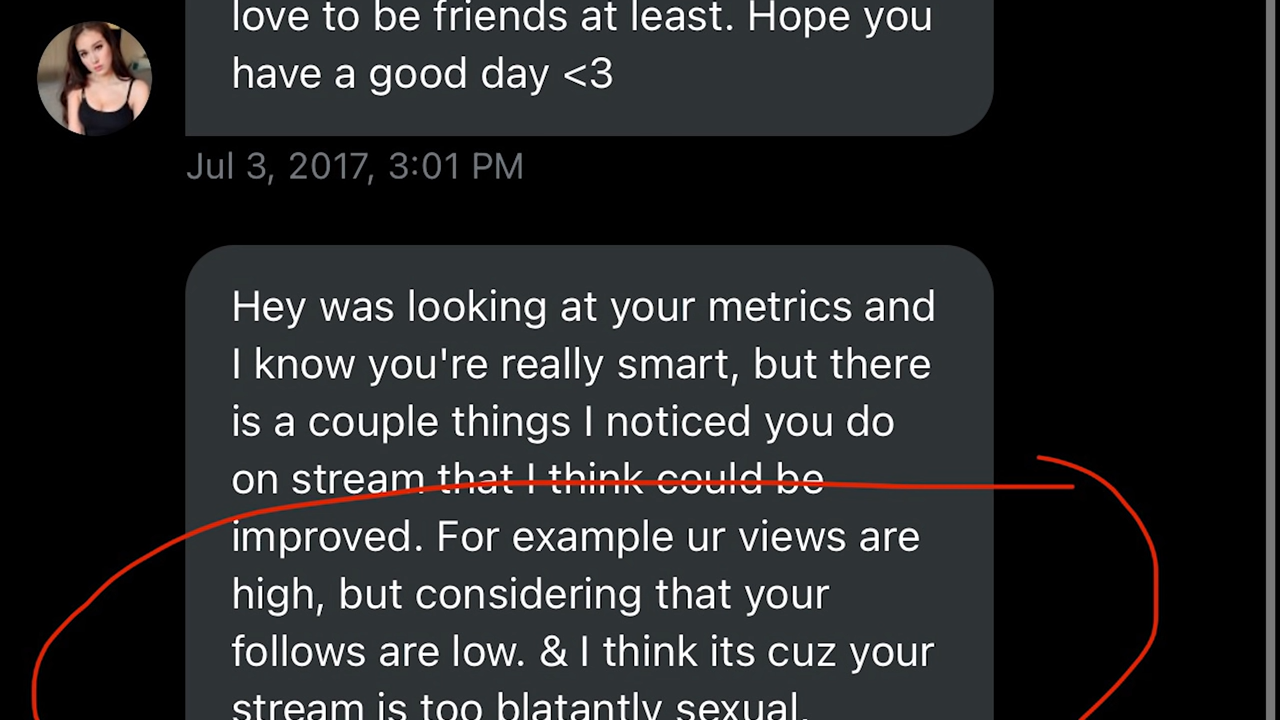 love to be friends at least. Hope you
have a good day <3
Jul 3, 2017, 3:01 PM
Hey was looking at your metrics and
I know you're really smart, but there
is a couple things I noticed you do
on stream that I think could be
improved. For example ur views are
high, but considering that your
follows are low. & I think its cuz your
stream is too blatantly sexual.